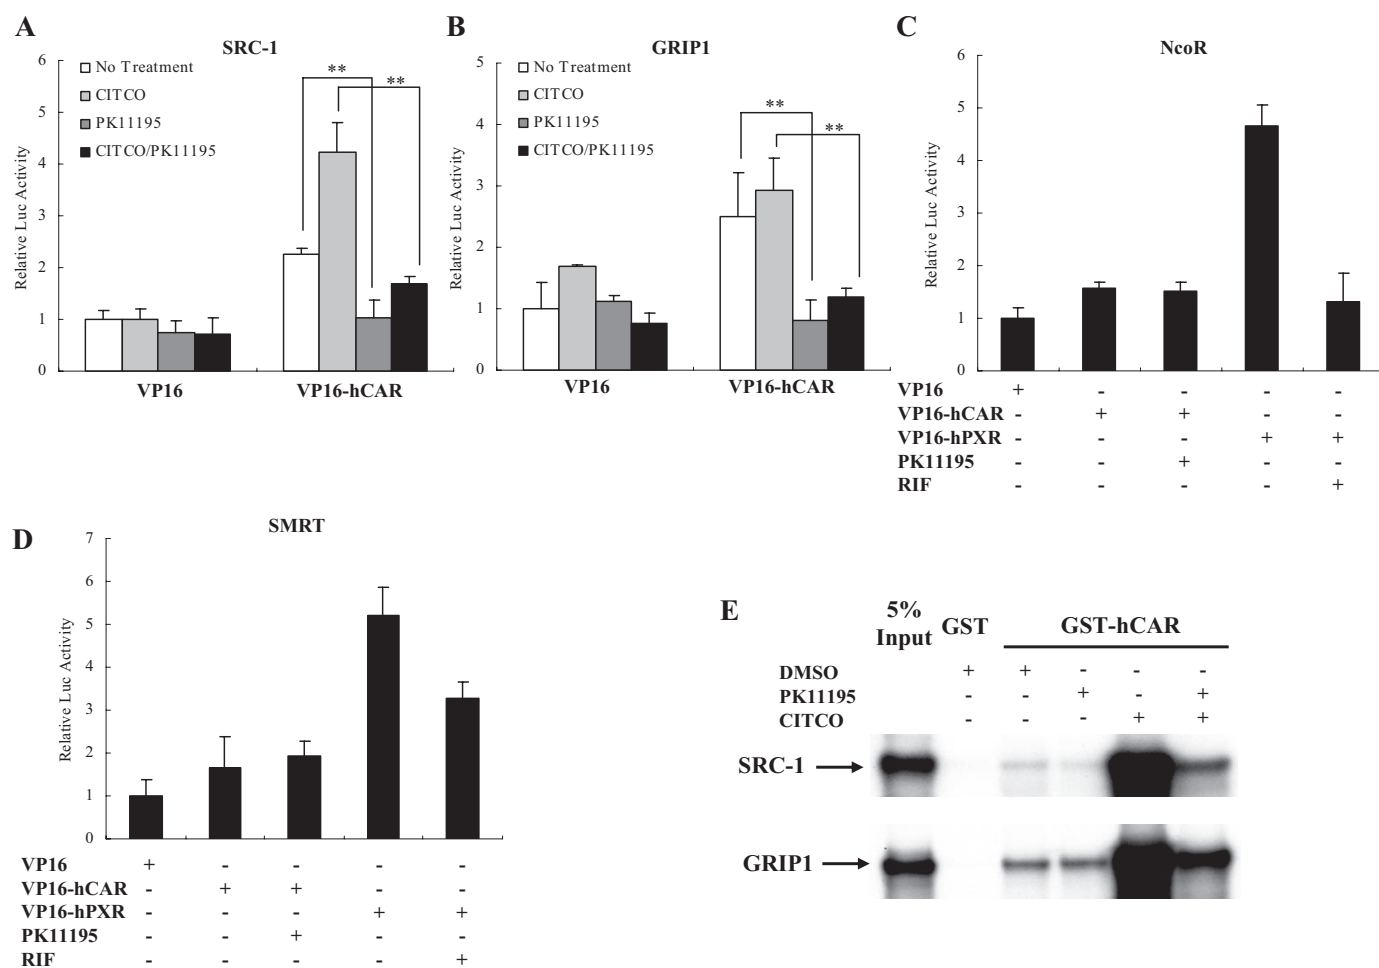 A
SRC-1
Relative Luc Activity
6
5
4
3
2
1
0
No Treatment
CITCO
PK11195
CITCO/PK11195
**
**
VP16
VP16-hCAR
B
GRIP1
Relative Luc Activity
5
4
3
2
1
0
No Treatment
CITCO
PK11195
CITCO/PK11195
**
**
VP16
VP16-hCAR
C
NcoR
Relative Luc Activity
6
5
4
3
2
1
0
VP16 + - - - -
VP16-hCAR - + + - -
VP16-hPXR - - - + +
PK11195 - - + - -
RIF - - - - +
D
SMRT
Relative Luc Activity
7
6
5
4
3
2
1
0
VP16 + - - - -
VP16-hCAR - + + - -
VP16-hPXR - - - + +
PK11195 - - + - -
RIF - - - - +
E
5% Input
GST
GST-hCAR
DMSO + + - - -
PK11195 - - + - +
CITCO - - - + +
SRC-1
GRIP1